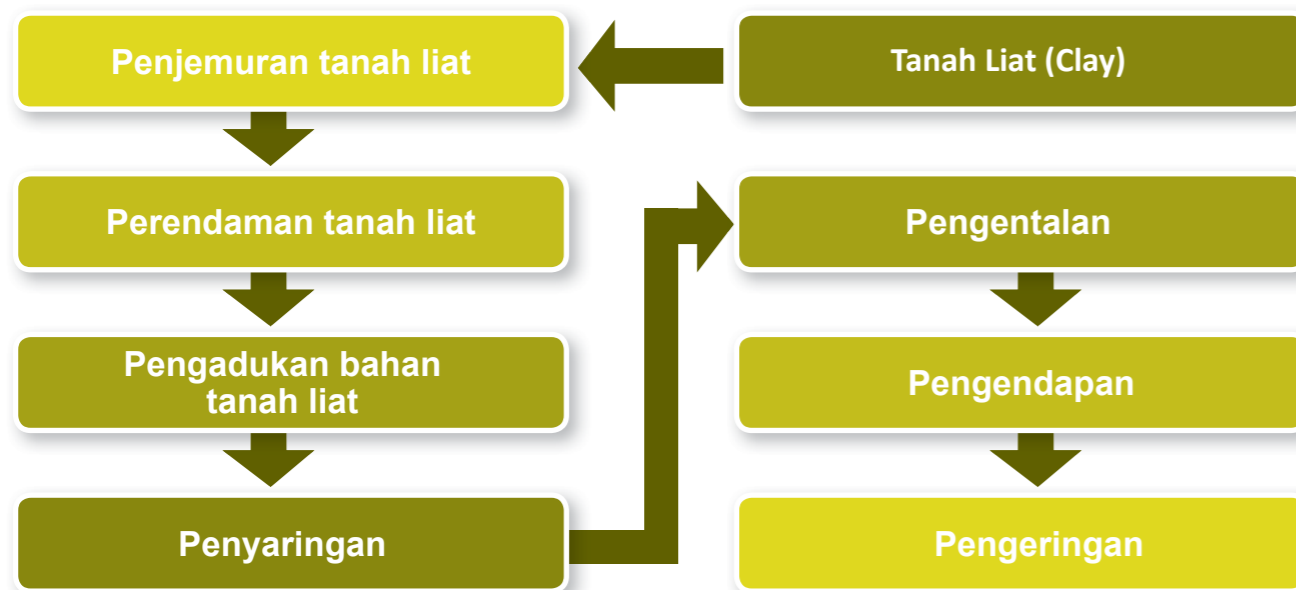 Penjemuran tanah liat
Tanah Liat (Clay)
Perendaman tanah liat
Pengentalan
Pengadukan bahan
tanah liat
Pengendapan
Penyaringan
Pengeringan